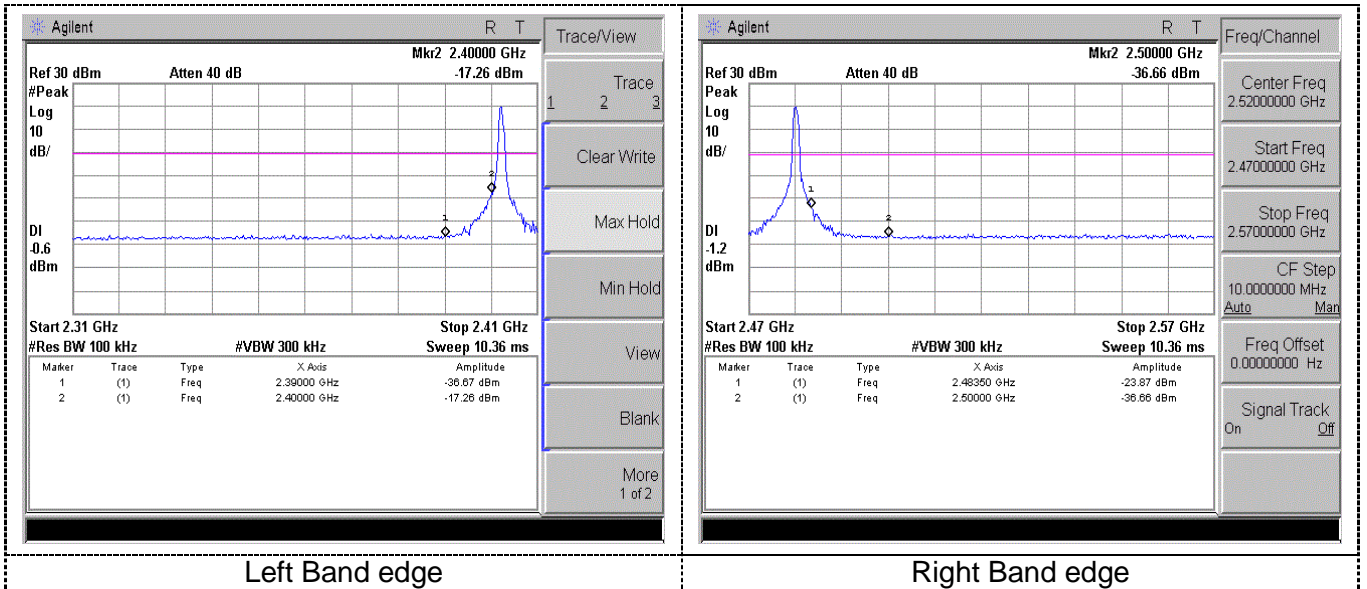 Agilent R T
Mkr2 2.40000 GHz
Ref 30 dBm Atten 40 dB -17.26 dBm
#Peak
Log
10
dB/
2
1
DI
-0.6
dBm
Start 2.31 GHz Stop 2.41 GHz
#Res BW 100 kHz #VBW 300 kHz Sweep 10.36 ms
Marker Trace Type X Axis Amplitude
1 (1) Freq 2.39000 GHz -36.67 dBm
2 (1) Freq 2.40000 GHz -17.26 dBm
Trace/View
Trace
1 2 3
Clear Write
Max Hold
Min Hold
View
Blank
More
1 of 2
Left Band edge
Agilent R T
Mkr2 2.50000 GHz
Ref 30 dBm Atten 40 dB -36.66 dBm
Peak
Log
10
dB/
1
2
DI
-1.2
dBm
Start 2.47 GHz Stop 2.57 GHz
#Res BW 100 kHz #VBW 300 kHz Sweep 10.36 ms
Marker Trace Type X Axis Amplitude
1 (1) Freq 2.48350 GHz -23.87 dBm
2 (1) Freq 2.50000 GHz -36.66 dBm
Freq/Channel
Center Freq
2.52000000 GHz
Start Freq
2.47000000 GHz
Stop Freq
2.57000000 GHz
CF Step
10.0000000 MHz
Auto Man
Freq Offset
0.00000000 Hz
Signal Track
On Off
Right Band edge